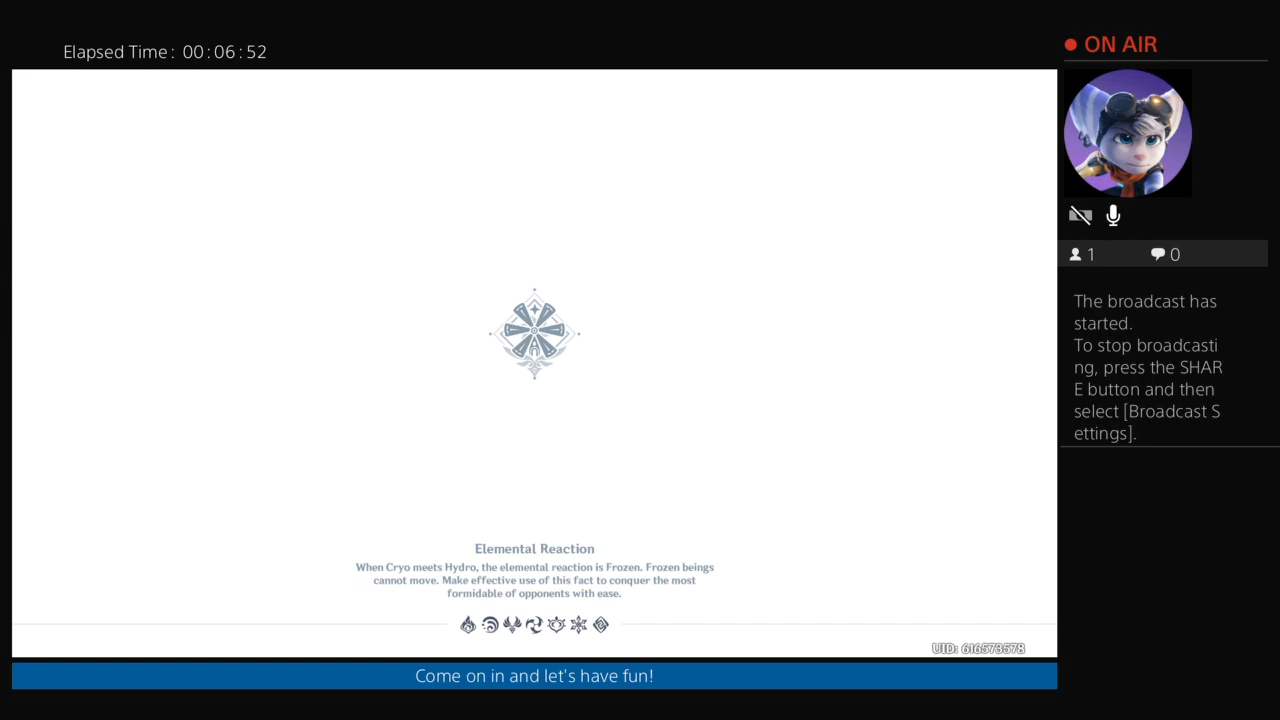 Elapsed Time: 00:06:52
ON AIR
1
0
The broadcast has
started.
To stop broadcasti
ng, press the SHAR
E button and then
select [Broadcast S
ettings].
Elemental Reaction
When Cryo meets Hydro, the elemental reaction is Frozen. Frozen beings
cannot move. Make effective use of this fact to conquer the most
formidable of opponents with ease.
UID: 616573578
Come on in and let's have fun!